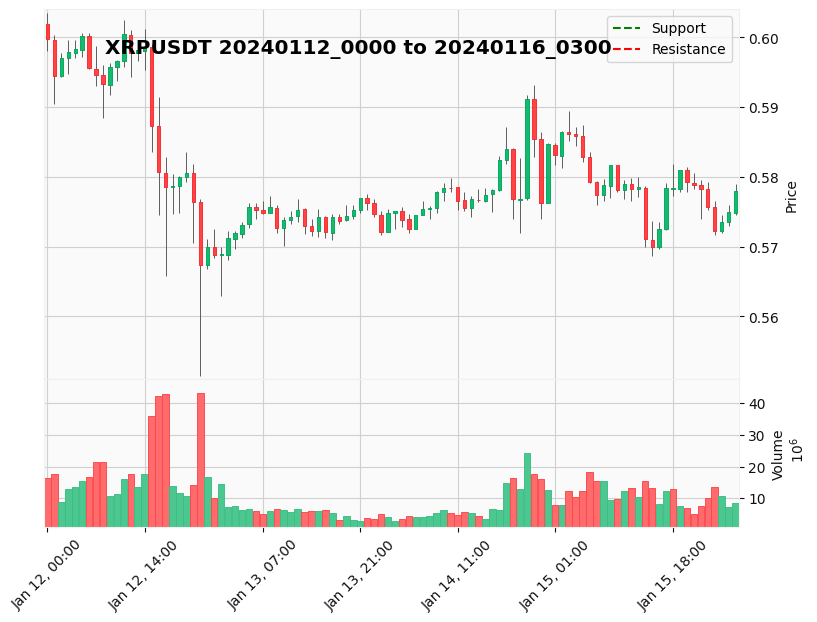 XRPUSDT 20240112_0000 to 20240116_0300
Support
Resistance
0.60
0.59
0.58
0.57
0.56
Price
40
30
20
10
Volume
10^6
Jan 12, 00:00
Jan 12, 14:00
Jan 13, 07:00
Jan 13, 21:00
Jan 14, 11:00
Jan 15, 01:00
Jan 15, 18:00